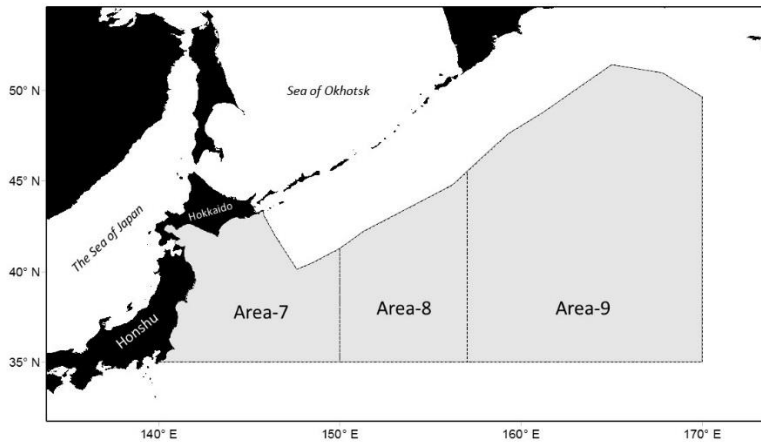 50° N
Sea of Okhotsk
45° N
Hokkaido
The Sea of Japan
40° N
Honshu
Area-7
Area-8
Area-9
35° N
140° E
150° E
160° E
170° E